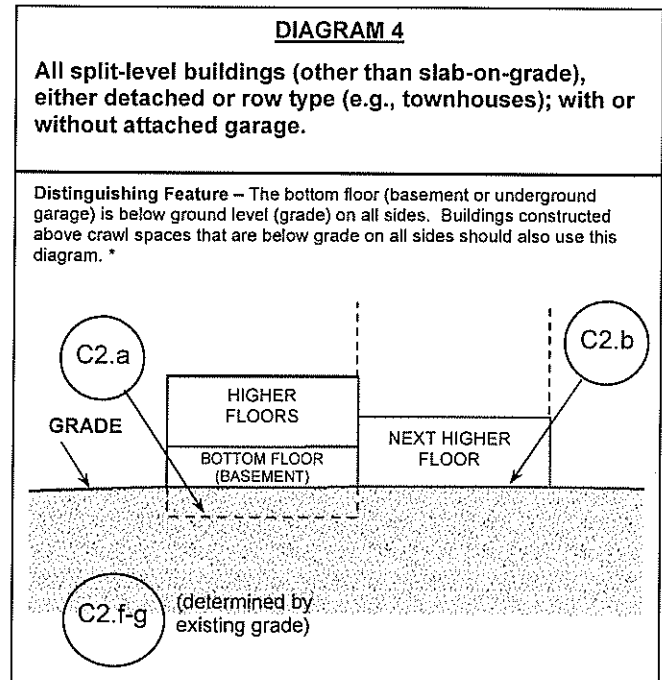 DIAGRAM 4
All split-level buildings (other than slab-on-grade),
either detached or row type (e.g., townhouses); with or
without attached garage.
Distinguishing Feature – The bottom floor (basement or underground
garage) is below ground level (grade) on all sides. Buildings constructed
above crawl spaces that are below grade on all sides should also use this
diagram. *
C2.a
C2.b
HIGHER
FLOORS
GRADE
NEXT HIGHER
FLOOR
BOTTOM FLOOR
(BASEMENT)
C2.f-g
(determined by
existing grade)